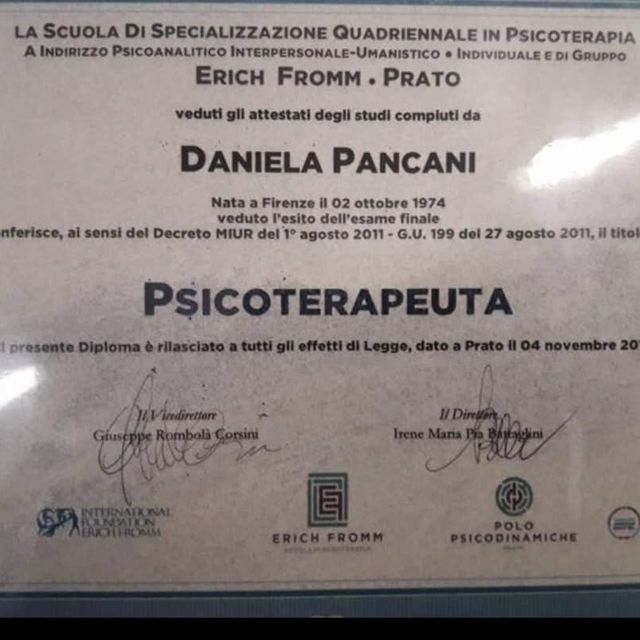 LA SCUOLA DI SPECIALIZZAZIONE QUADRIENNALE IN PSICOTERAPIA
A INDIRIZZO PSICOANALITICO INTERPERSONALE-UMANISTICO • INDIVIDUALE E DI GRUPPO
ERICH FROMM • PRATO
veduti gli attestati degli studi compiuti da
DANIELA PANCANI
Nata a Firenze il 02 ottobre 1974
veduto l'esito dell'esame finale
nferisce, ai sensi del Decreto MIUR del 1° agosto 2011 - G.U. 199 del 27 agosto 2011, il titol
PSICOTERAPEUTA
l presente Diploma è rilasciato a tutti gli effetti di Legge, dato a Prato il 04 novembre 20
Il Vicedirettore
Giuseppe Rombolà Corsini
Il Direttore
Irene Maria Pia Battaglini
INTERNATIONAL
FOUNDATION
ERICH FROMM
ERICH FROMM
POLO
PSICODINAMICHE